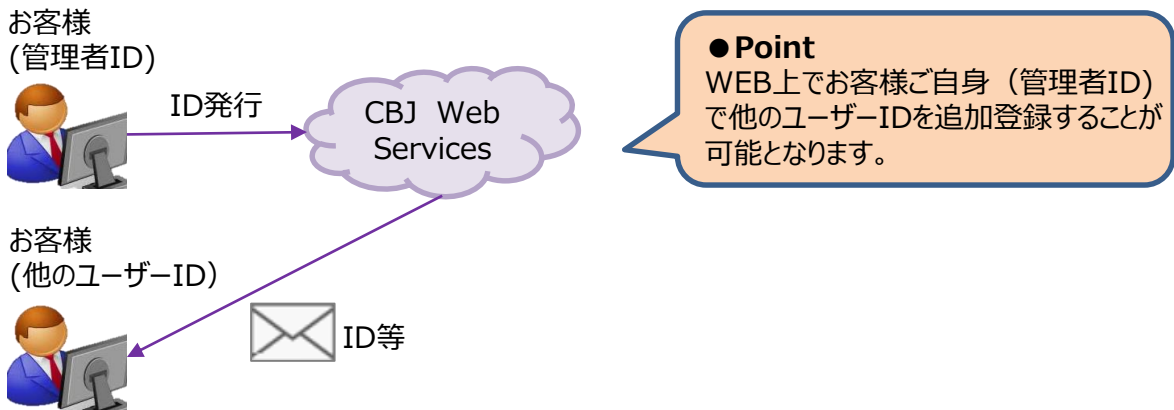 お客様
(管理者ID)
ID発行
CBJ Web
Services
●Point
WEB上でお客様ご自身（管理者ID)
で他のユーザーIDを追加登録することが
可能となります。
お客様
(他のユーザーID）
ID等